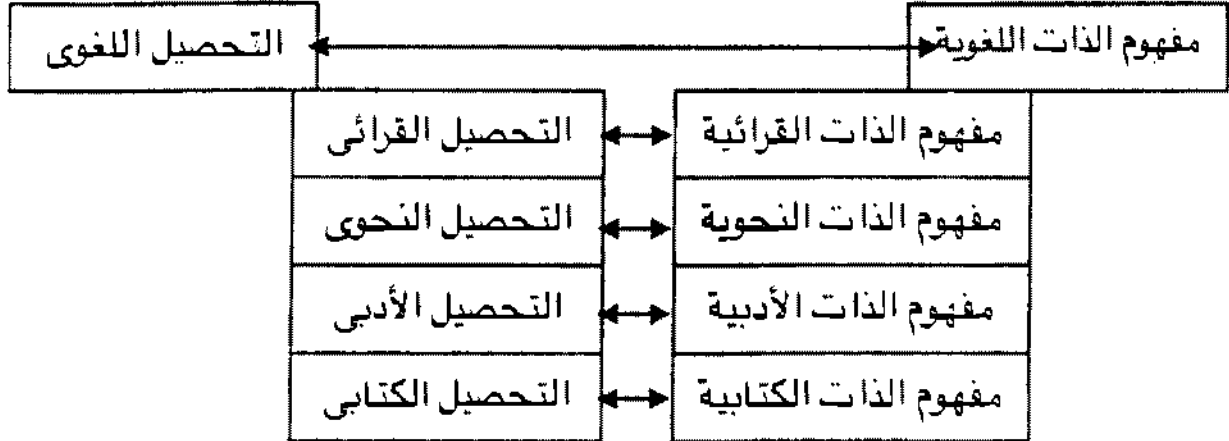 مفهوم الذات اللغوية التحصيل اللغوى
مفهوم الذات القرائية التحصيل القرائى
مفهوم الذات النحوية التحصيل النحوى
مفهوم الذات الأدبية التحصيل الأدبى
مفهوم الذات الكتابية التحصيل الكتابى